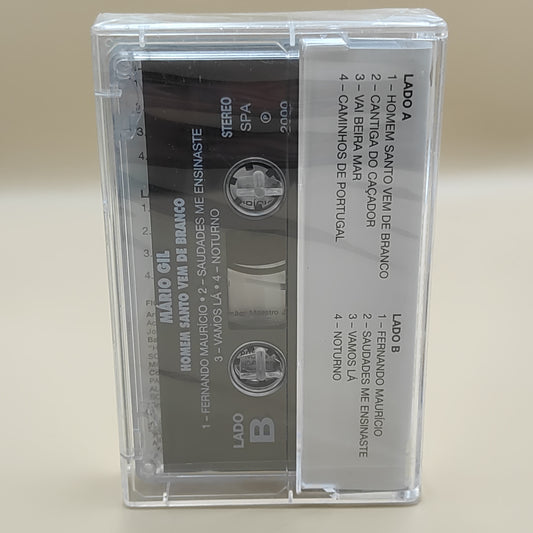 LADO A
1 – HOMEM SANTO VEM DE BRANCO
2 – CANTIGA DO CAÇADOR
3 – VAI BEIRA MAR
4 – CAMINHOS DE PORTUGAL
LADO B
1 – FERNANDO MAURÍCIO
2 – SAUDADES ME ENSINASTE
3 – VAMOS LÁ
4 – NOTURNO
STEREO
SPA
℗
2000
MÁRIO GIL
HOMEM SANTO VEM DE BRANCO
1 – FERNANDO MAURÍCIO • 2 – SAUDADES ME ENSINASTE
3 – VAMOS LÁ • 4 – NOTURNO
LADO
B
Maestro